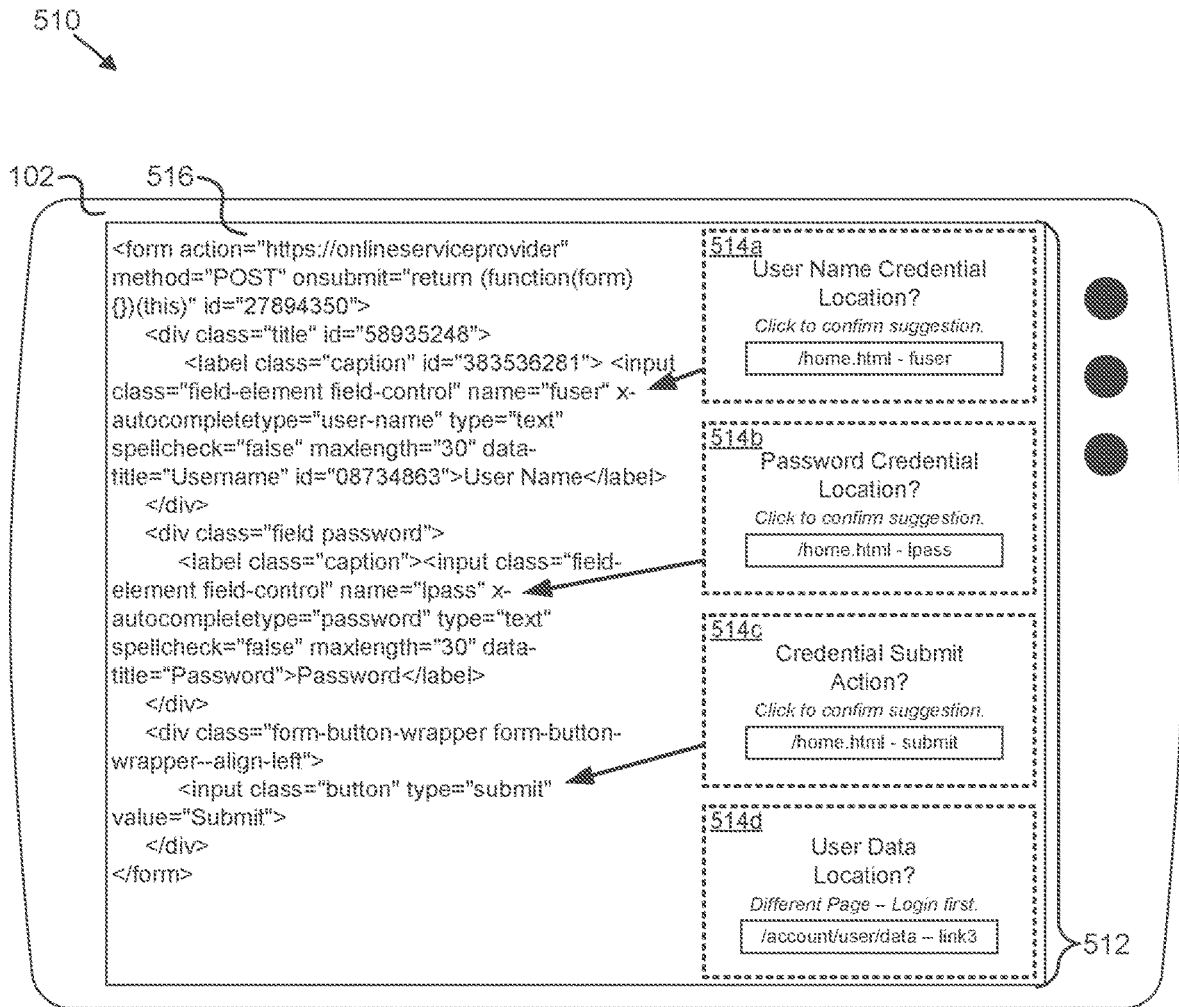 510
102
516
<form action="https://onlineserviceprovider"
method="POST" onsubmit="return (function(form)
{})(this)" id="27894350">
<div class="title" id="58935248">
<label class="caption" id="383536281"> <input
class="field-element field-control" name="fuser" x-
autocompletetype="user-name" type="text"
spellcheck="false" maxlength="30" data-
title="Username" id="08734863">User Name</label>
</div>
<div class="field password">
<label class="caption"><input class="field-
element field-control" name="lpass" x-
autocompletetype="password" type="text"
spellcheck="false" maxlength="30" data-
title="Password">Password</label>
</div>
<div class="form-button-wrapper form-button-
wrapper--align-left">
<input class="button" type="submit"
value="Submit">
</div>
</form>
514a
User Name Credential
Location?
Click to confirm suggestion.
/home.html - fuser
514b
Password Credential
Location?
Click to confirm suggestion.
/home.html - lpass
514c
Credential Submit
Action?
Click to confirm suggestion.
/home.html - submit
514d
User Data
Location?
Different Page – Login first.
/account/user/data – link3
512